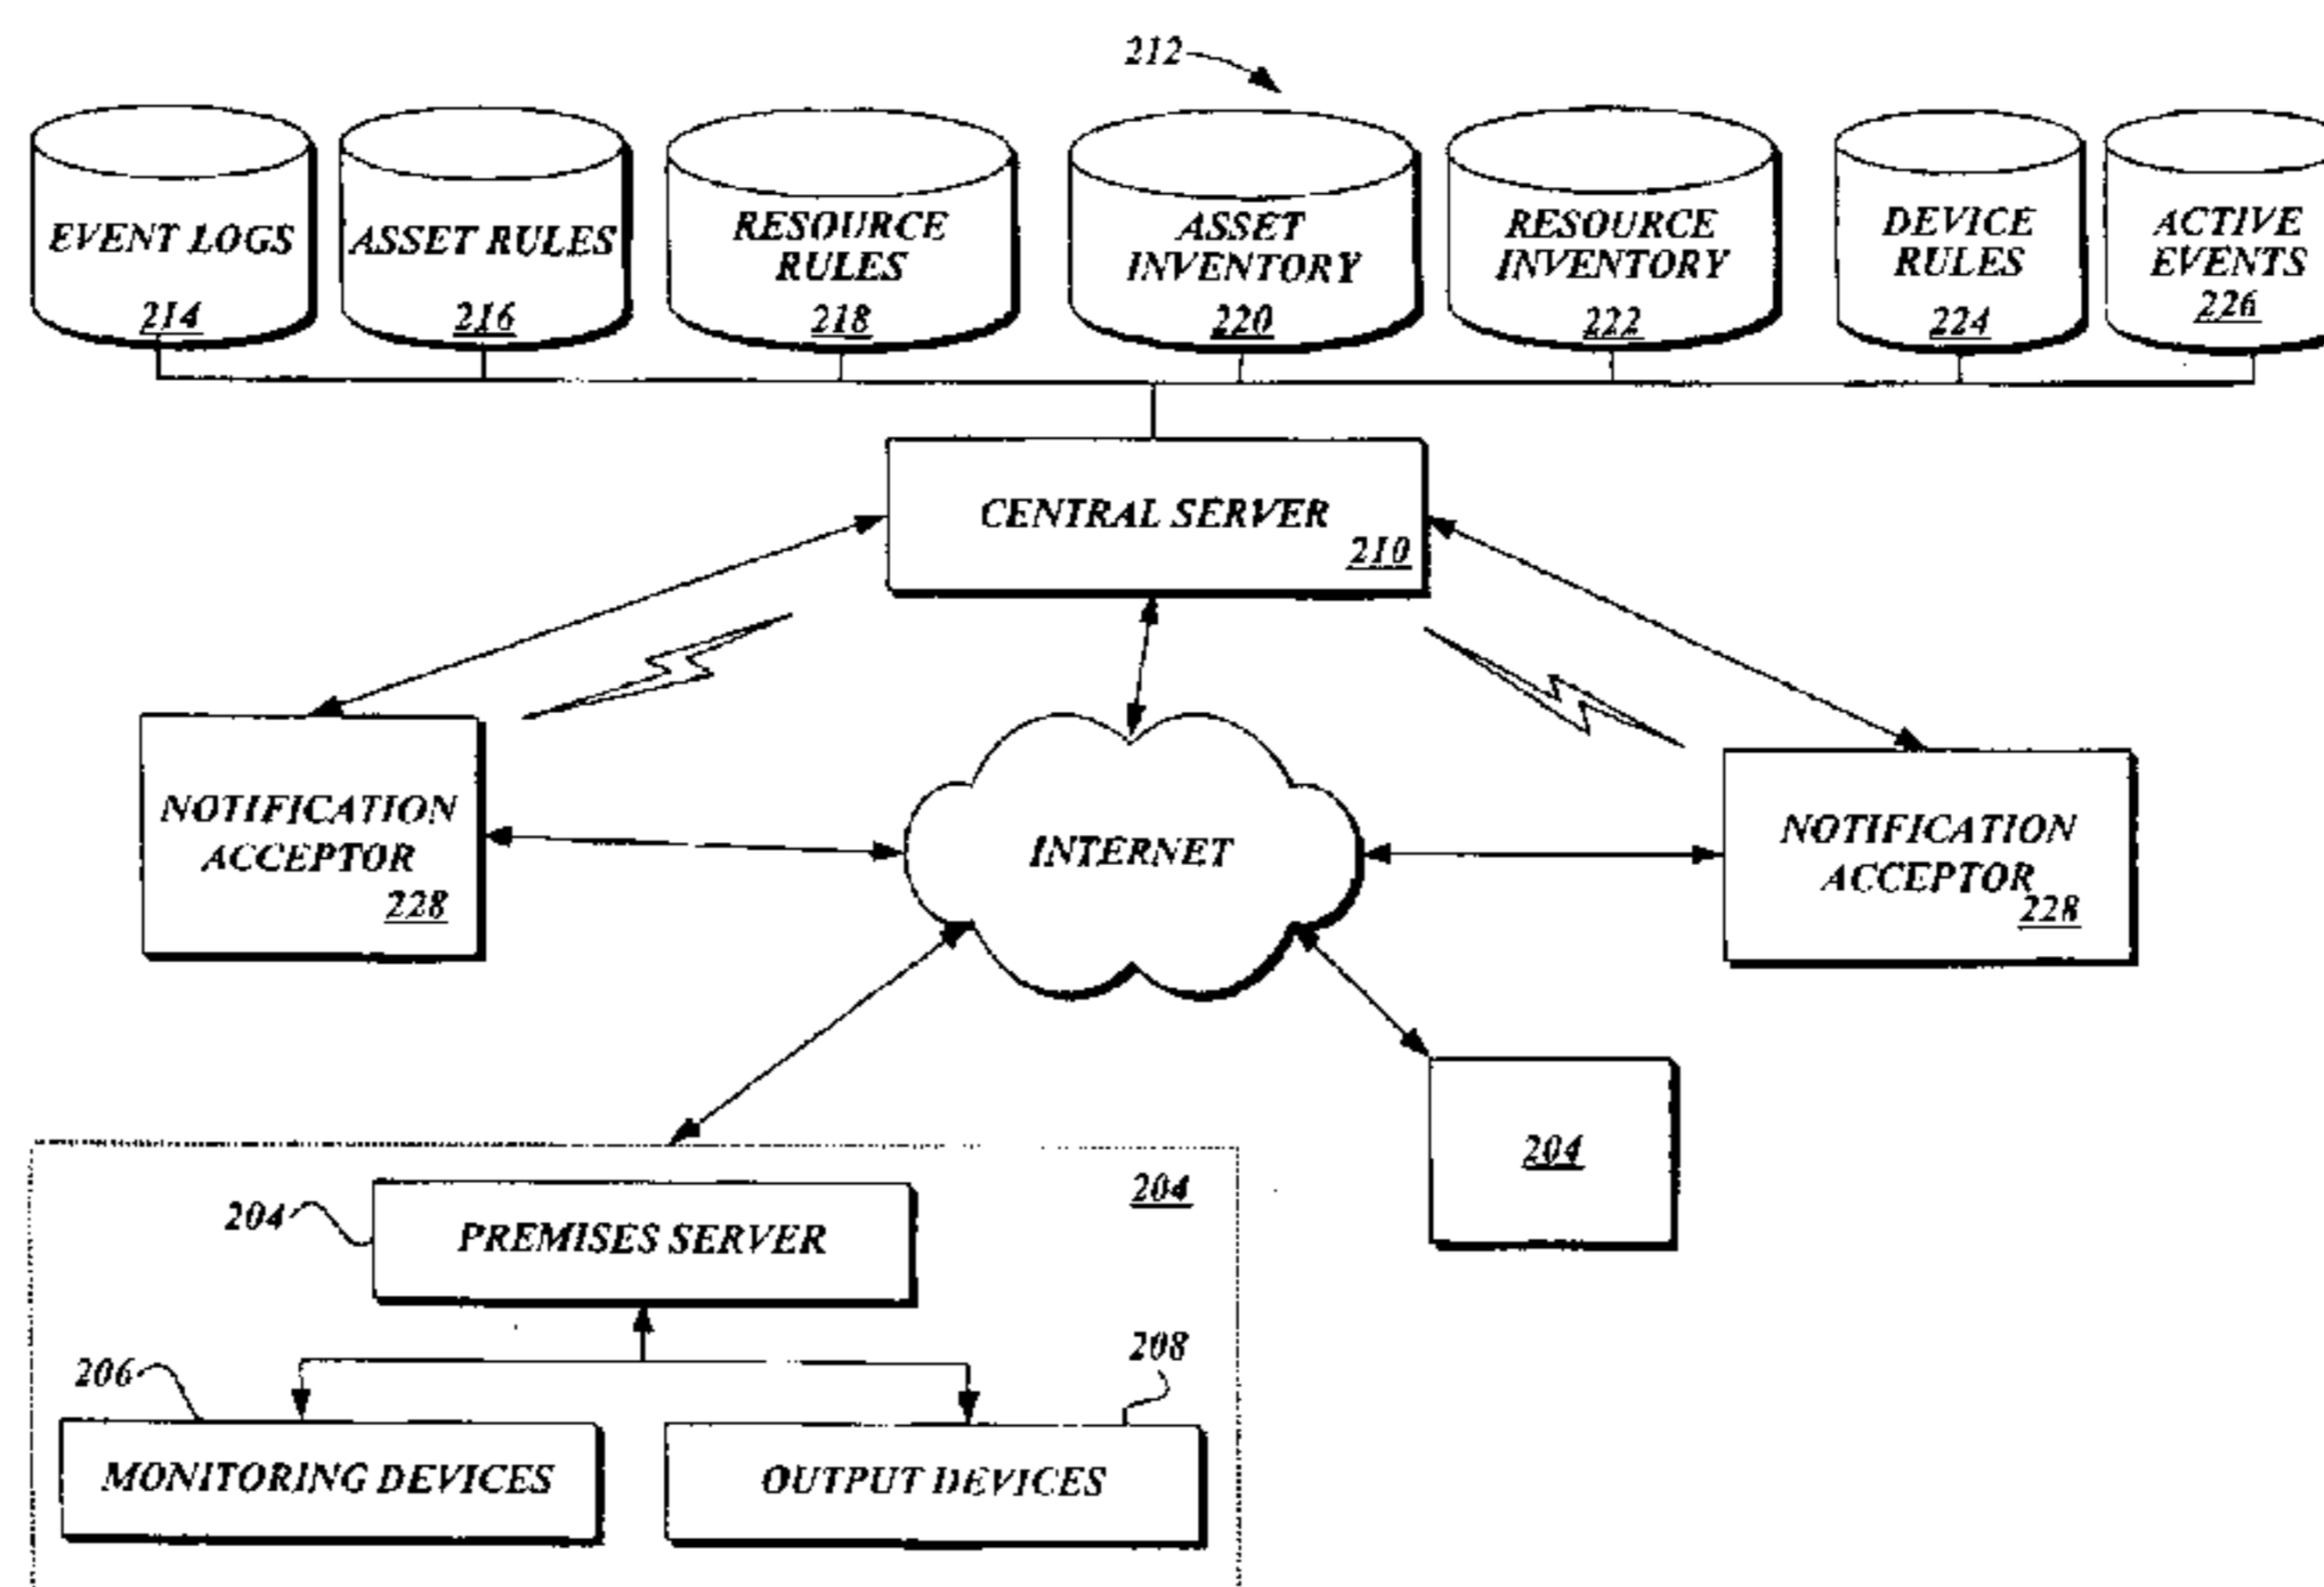 212
EVENT LOGS
214
ASSET RULES
216
RESOURCE
RULES
218
ASSET
INVENTORY
220
RESOURCE
INVENTORY
222
DEVICE
RULES
224
ACTIVE
EVENTS
226
CENTRAL SERVER
210
NOTIFICATION
ACCEPTOR
228
INTERNET
NOTIFICATION
ACCEPTOR
228
204
204
204
PREMISES SERVER
206
208
MONITORING DEVICES
OUTPUT DEVICES